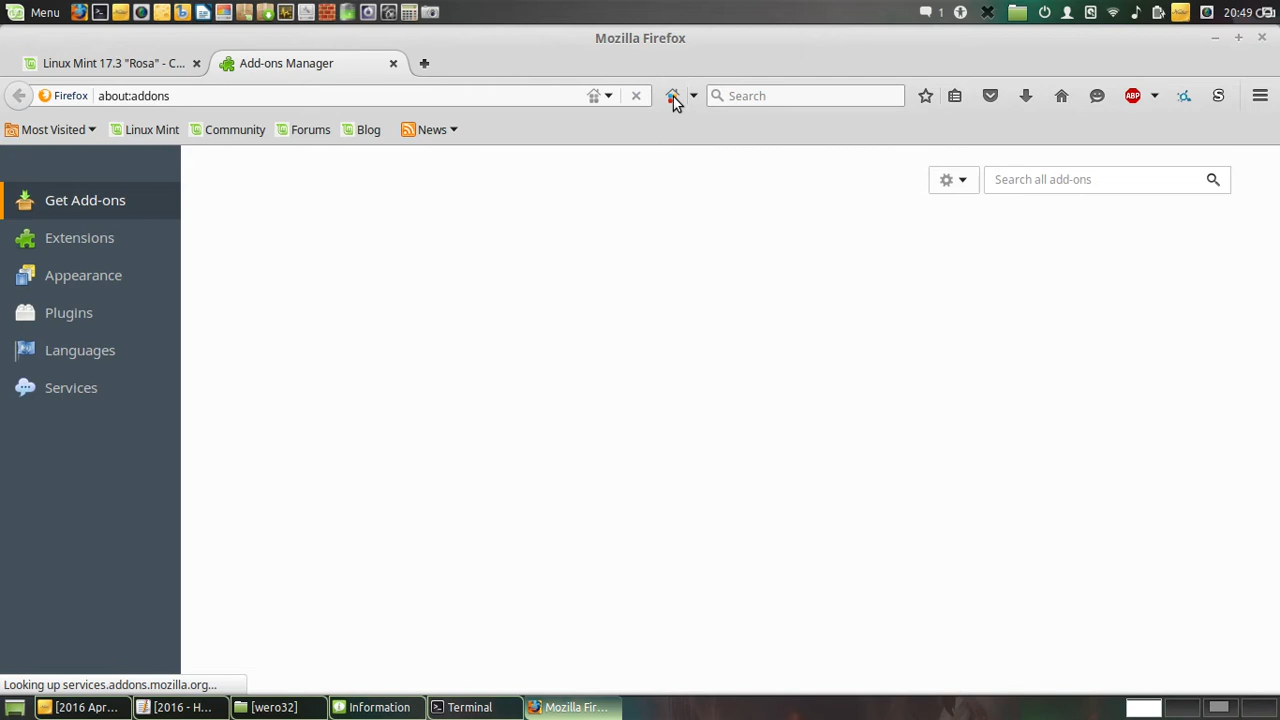 Menu
1
20:49
Mozilla Firefox
Linux Mint 17.3 "Rosa" - C...
Add-ons Manager
Firefox
about:addons
Search
ABP
Most Visited
Linux Mint
Community
Forums
Blog
News
Search all add-ons
Get Add-ons
Extensions
Appearance
Plugins
Languages
Services
Looking up services.addons.mozilla.org...
[2016 Apr...
[2016 - H...
[wero32]
Information
Terminal
Mozilla Fir...